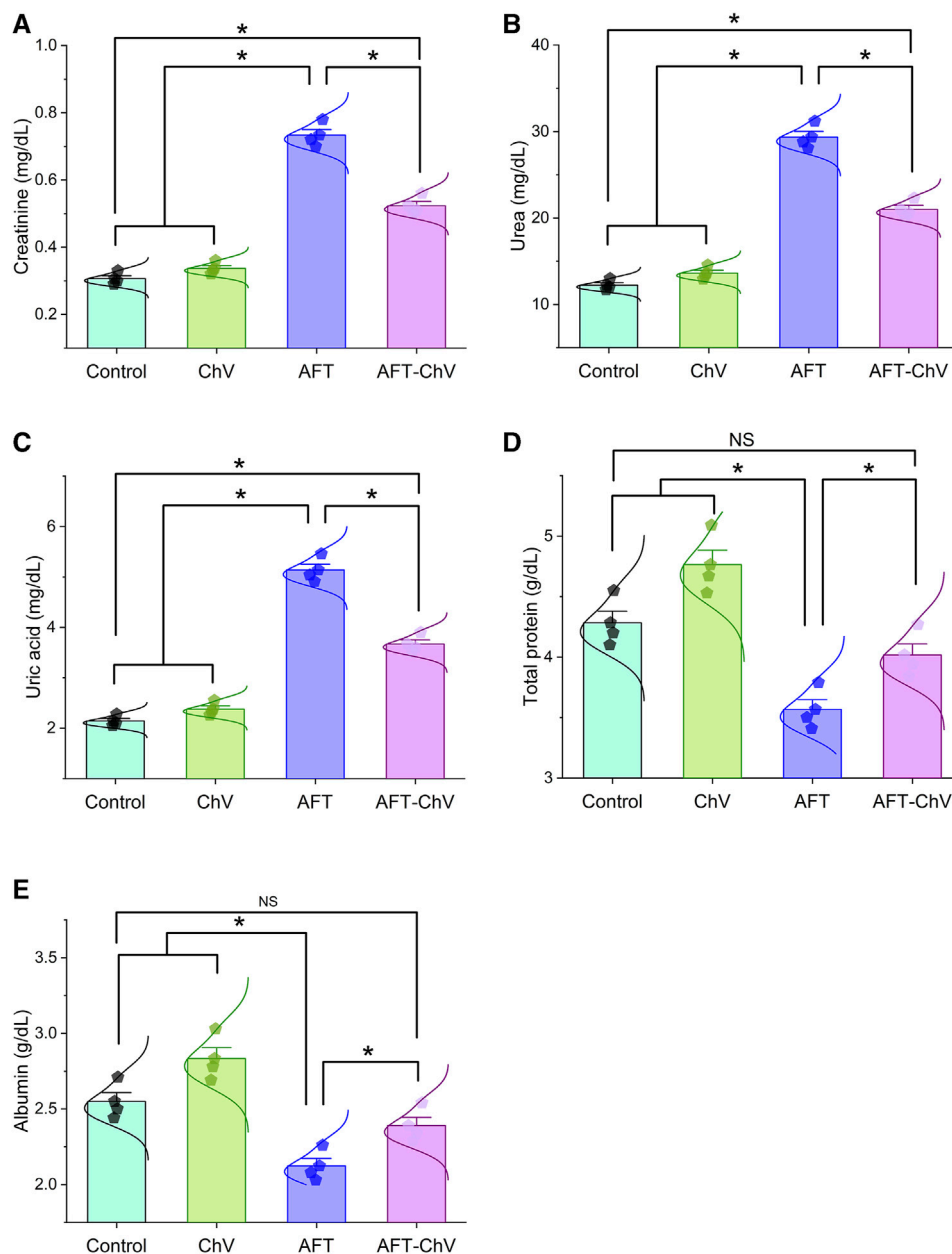 A
*
*
*
1.0
0.8
0.6
0.4
0.2
Creatinine (mg/dL)
Control ChV AFT AFT-ChV
B
*
*
*
40
30
20
10
Urea (mg/dL)
Control ChV AFT AFT-ChV
C
*
*
*
6
4
2
Uric acid (mg/dL)
Control ChV AFT AFT-ChV
D
NS
*
*
5
4
3
Total protein (g/dL)
Control ChV AFT AFT-ChV
E
NS
*
*
3.5
3.0
2.5
2.0
Albumin (g/dL)
Control ChV AFT AFT-ChV